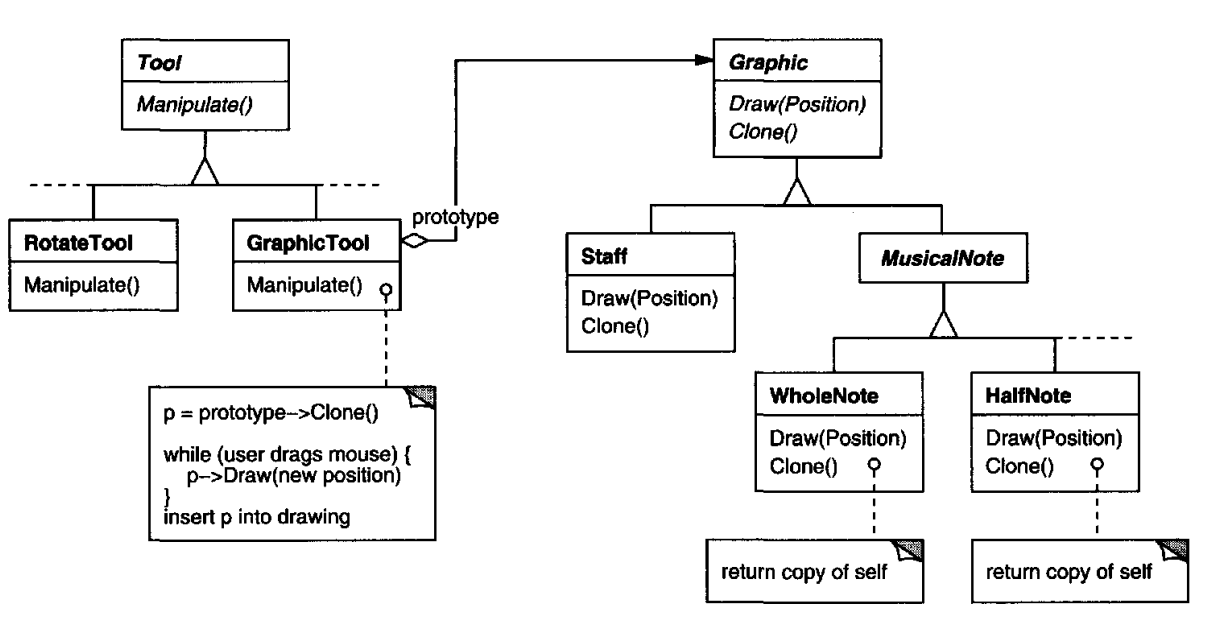 Tool
Manipulate()
Graphic
Draw(Position)
Clone()
prototype
RotateTool
Manipulate()
GraphicTool
Manipulate()
Staff
Draw(Position)
Clone()
MusicalNote
p = prototype–>Clone()
while (user drags mouse) {
p–>Draw(new position)
}
insert p into drawing
WholeNote
Draw(Position)
Clone()
HalfNote
Draw(Position)
Clone()
return copy of self
return copy of self